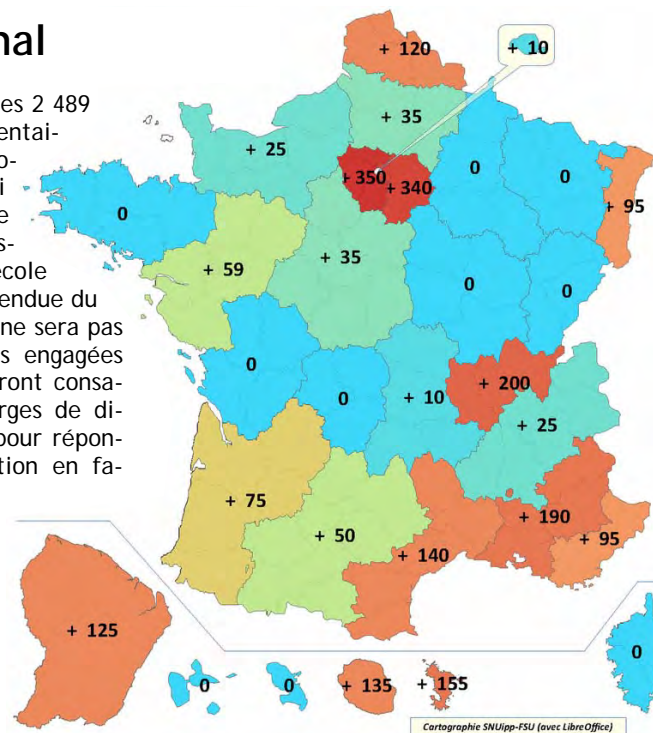 nal
es 2 489
entai-
o-
i
e
s-
école
endue du
ne sera pas
s engagées
ront consa-
rges de di-
pour répon-
tion en fa-
+ 120
+ 10
+ 35
+ 25
+ 350
+ 340
0
0
+ 95
0
+ 59
+ 35
0
0
0
0
+ 10
+ 200
+ 25
+ 75
+ 50
+ 140
+ 190
+ 95
+ 125
0
0
+ 135
+ 155
0
Cartographie SNUipp-FSU (avec LibreOffice)